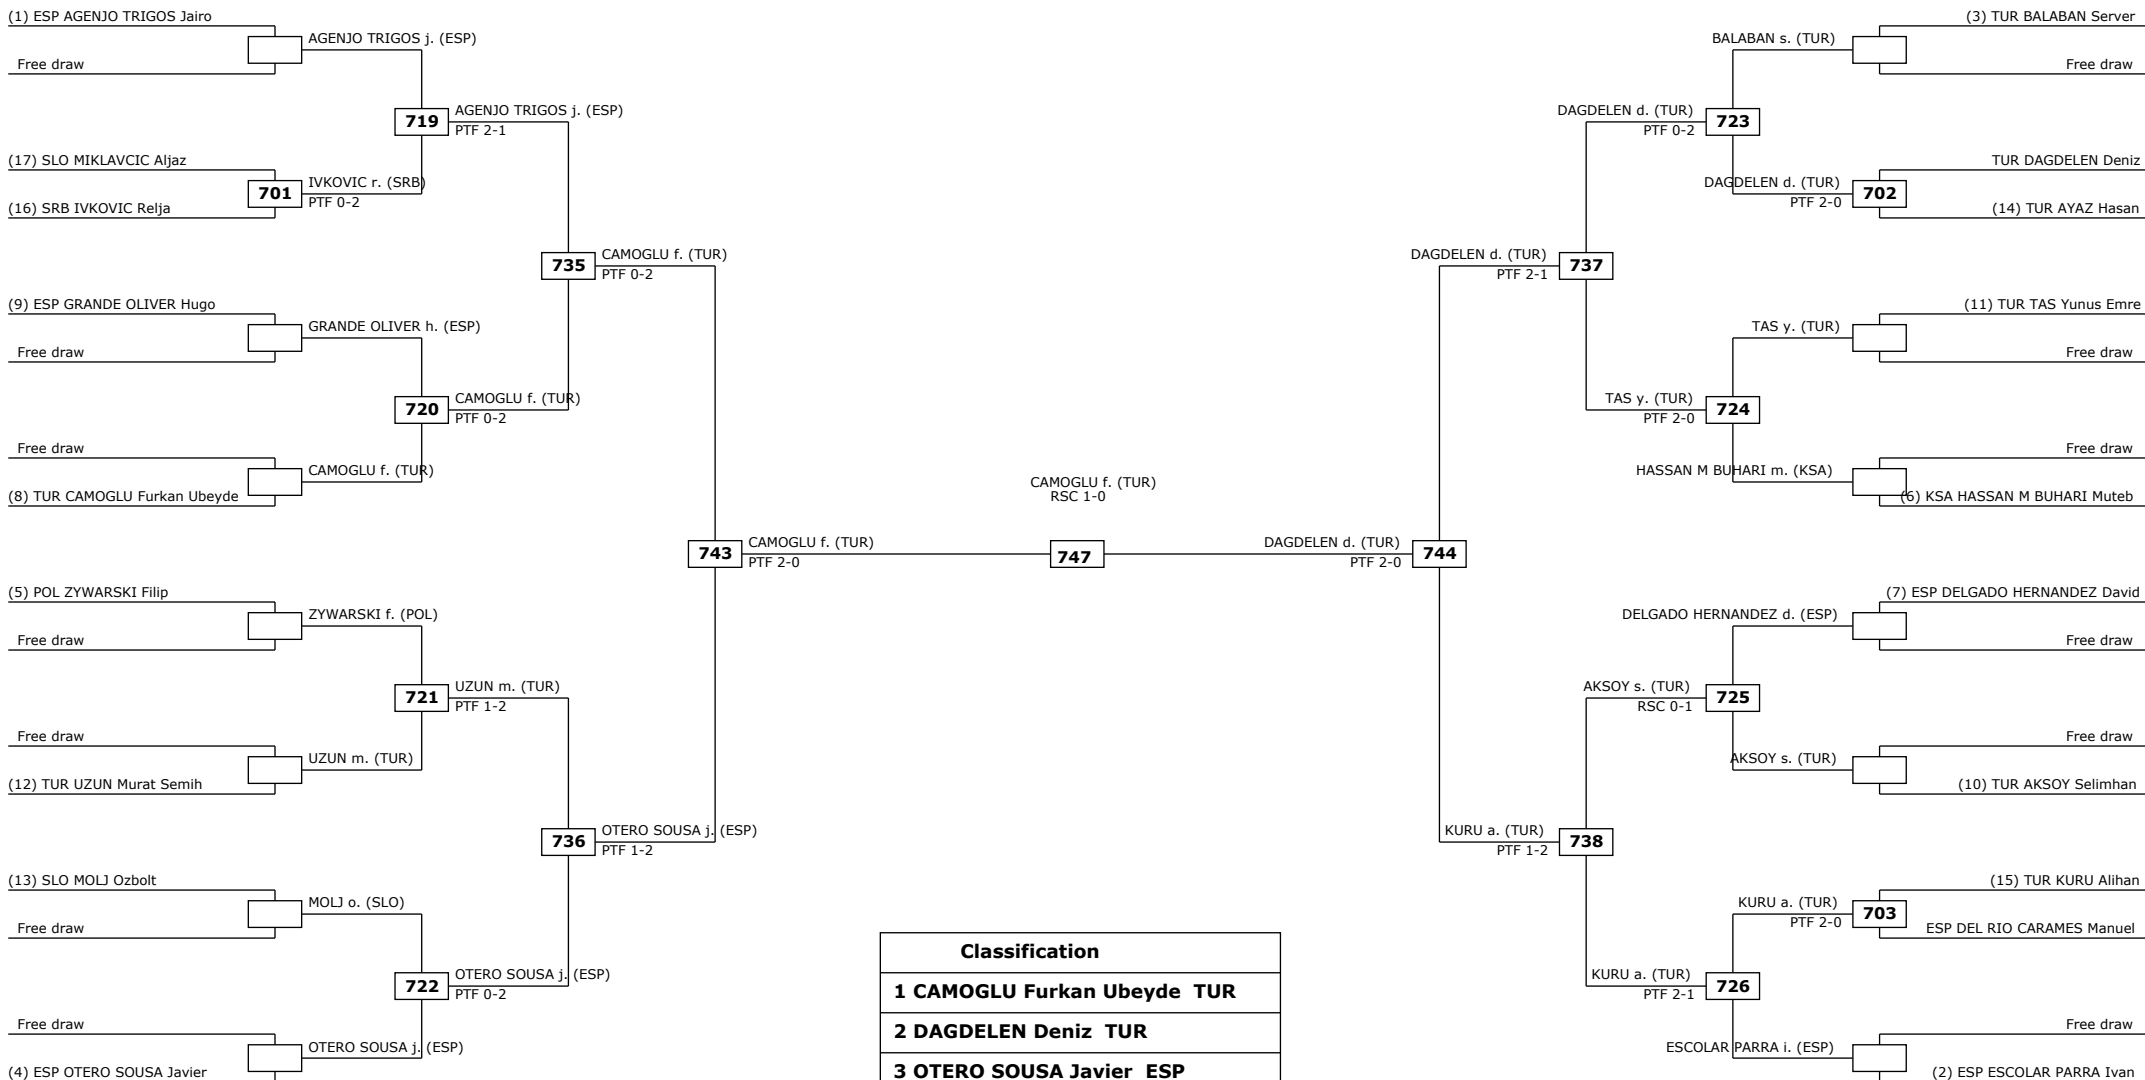 (1) ESP AGENJO TRIGOS Jairo
AGENJO TRIGOS j. (ESP)
Free draw
719
AGENJO TRIGOS j. (ESP)
PTF 2-1
(17) SLO MIKLAVCIC Aljaz
701
IVKOVIC r. (SRB)
PTF 0-2
(16) SRB IVKOVIC Relja
735
CAMOGLU f. (TUR)
PTF 0-2
(9) ESP GRANDE OLIVER Hugo
GRANDE OLIVER h. (ESP)
Free draw
720
CAMOGLU f. (TUR)
PTF 0-2
Free draw
CAMOGLU f. (TUR)
(8) TUR CAMOGLU Furkan Ubeyde
743
CAMOGLU f. (TUR)
PTF 2-0
(5) POL ZYWARSKI Filip
ZYWARSKI f. (POL)
Free draw
721
UZUN m. (TUR)
PTF 1-2
Free draw
UZUN m. (TUR)
(12) TUR UZUN Murat Semih
736
OTERO SOUSA j. (ESP)
PTF 1-2
(13) SLO MOLJ Ozbolt
MOLJ o. (SLO)
Free draw
722
OTERO SOUSA j. (ESP)
PTF 0-2
Free draw
OTERO SOUSA j. (ESP)
(4) ESP OTERO SOUSA Javier
CAMOGLU f. (TUR)
RSC 1-0
747
(3) TUR BALABAN Server
BALABAN s. (TUR)
Free draw
DAGDELEN d. (TUR)
PTF 0-2
723
TUR DAGDELEN Deniz
DAGDELEN d. (TUR)
PTF 2-0
702
(14) TUR AYAZ Hasan
DAGDELEN d. (TUR)
PTF 2-1
737
(11) TUR TAS Yunus Emre
TAS y. (TUR)
Free draw
TAS y. (TUR)
PTF 2-0
724
Free draw
HASSAN M BUHARI m. (KSA)
(6) KSA HASSAN M BUHARI Muteb
DAGDELEN d. (TUR)
PTF 2-0
744
(7) ESP DELGADO HERNANDEZ David
DELGADO HERNANDEZ d. (ESP)
Free draw
AKSOY s. (TUR)
RSC 0-1
725
Free draw
AKSOY s. (TUR)
(10) TUR AKSOY Selimhan
KURU a. (TUR)
PTF 1-2
738
(15) TUR KURU Alihan
KURU a. (TUR)
PTF 2-0
703
ESP DEL RIO CARAMES Manuel
KURU a. (TUR)
PTF 2-1
726
Free draw
ESCOLAR PARRA i. (ESP)
(2) ESP ESCOLAR PARRA Ivan
Classification
1 CAMOGLU Furkan Ubeyde TUR
2 DAGDELEN Deniz TUR
3 OTERO SOUSA Javier ESP